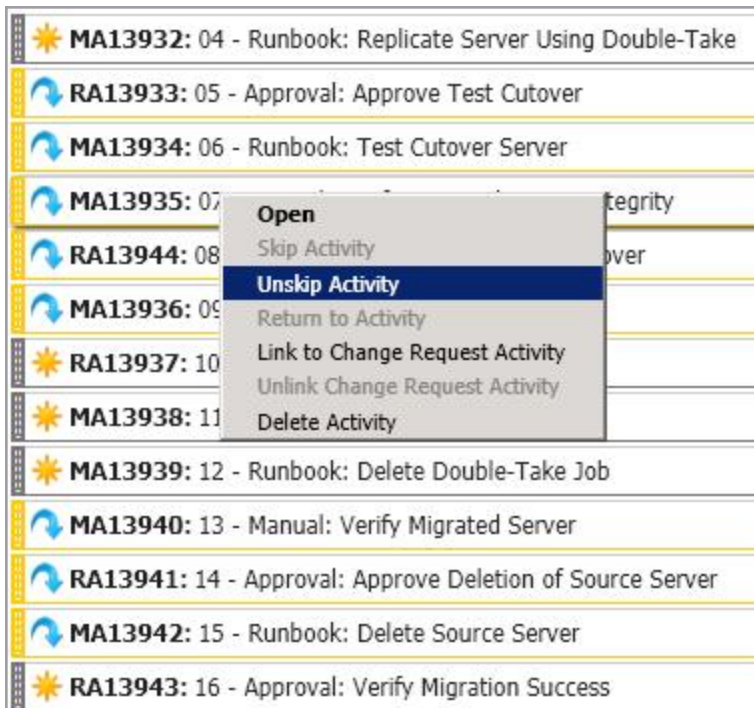 MA13932: 04 - Runbook: Replicate Server Using Double-Take
RA13933: 05 - Approval: Approve Test Cutover
MA13934: 06 - Runbook: Test Cutover Server
MA13935: 07 tegrity
Open
Skip Activity
RA13944: 08 over
Unskip Activity
MA13936: 09
Return to Activity
Link to Change Request Activity
RA13937: 10
Unlink Change Request Activity
MA13938: 11
Delete Activity
MA13939: 12 - Runbook: Delete Double-Take Job
MA13940: 13 - Manual: Verify Migrated Server
RA13941: 14 - Approval: Approve Deletion of Source Server
MA13942: 15 - Runbook: Delete Source Server
RA13943: 16 - Approval: Verify Migration Success